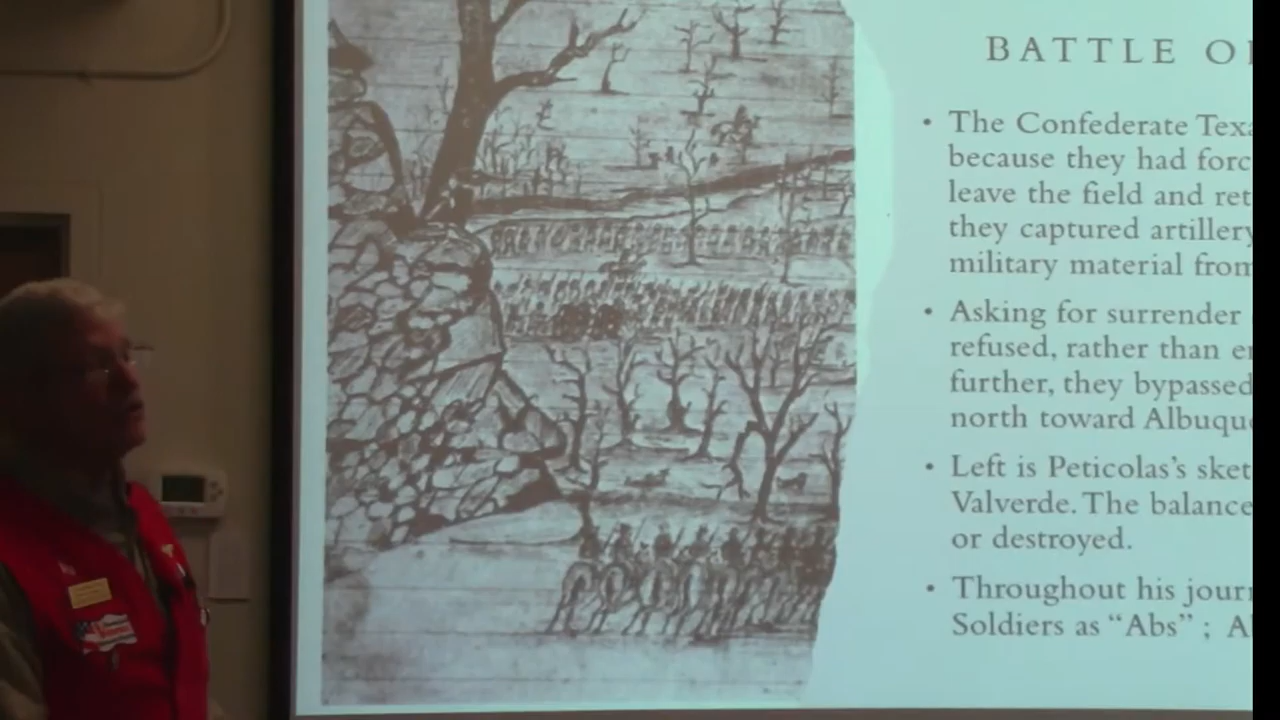 BATTLE O
• The Confederate Texa
because they had forc
leave the field and ret
they captured artillery
military material from
• Asking for surrender
refused, rather than e
further, they bypassed
north toward Albuqu
• Left is Peticolas’s sket
Valverde. The balance
or destroyed.
• Throughout his jour
Soldiers as “Abs” ; A